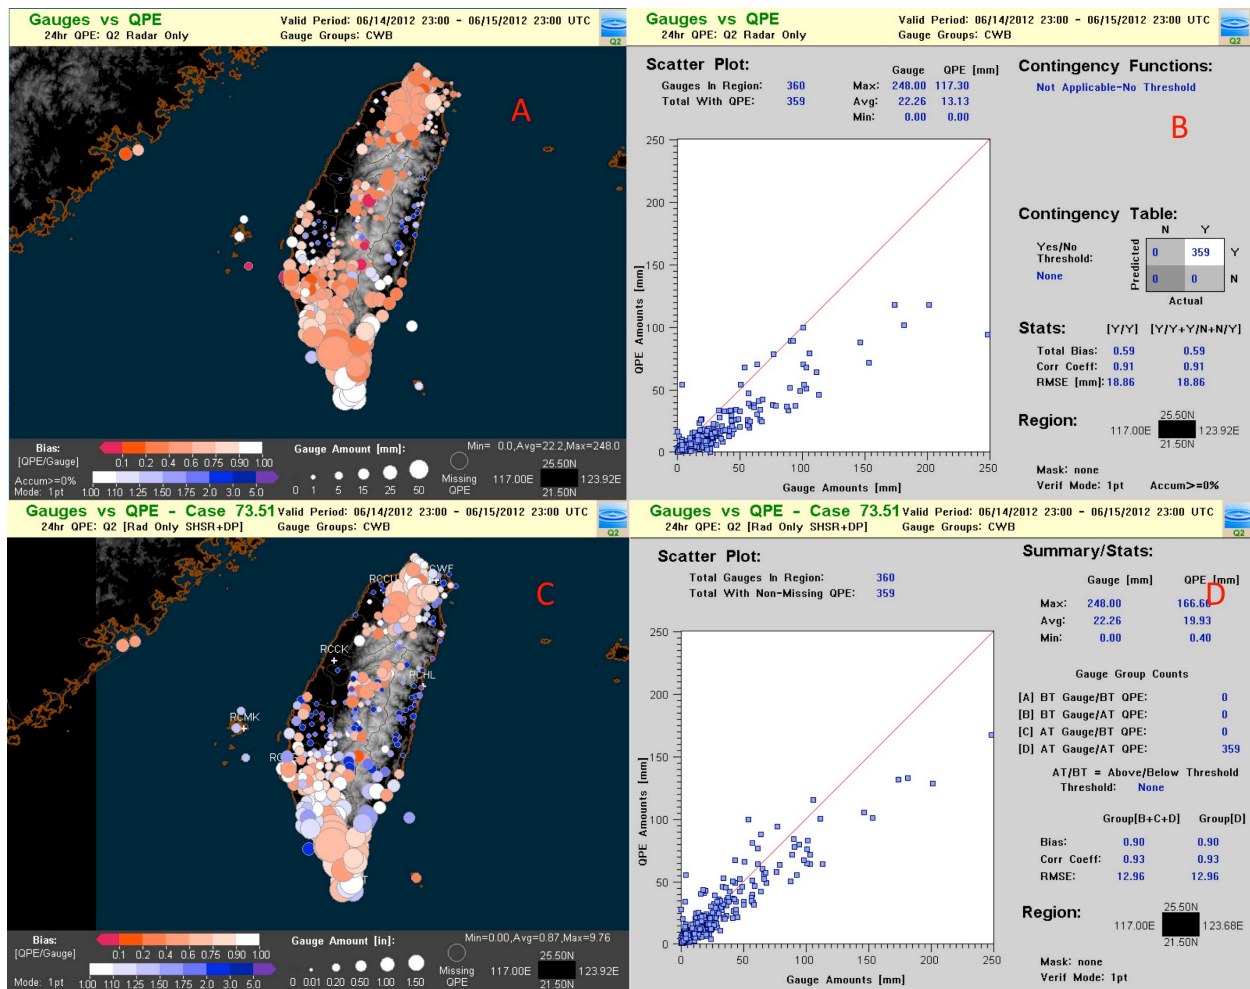 Gauges vs QPE
Valid Period: 06/14/2012 23:00 - 06/15/2012 23:00 UTC
24hr QPE: Q2 Radar Only
Gauge Groups: CWB
Q2
A
Bias:
[QPE/Gauge]
0.1 0.2 0.4 0.6 0.75 0.90 1.00
Accum>=0%
Mode: 1pt
1.00 1.10 1.25 1.50 1.75 2.0 3.0 5.0
Gauge Amount [mm]:
0 1 5 15 25 50
Min= 0.0,Avg=22.2,Max=248.0
Missing
QPE
25.50N
117.00E 123.92E
21.50N
Gauges vs QPE
Valid Period: 06/14/2012 23:00 - 06/15/2012 23:00 UTC
24hr QPE: Q2 Radar Only
Gauge Groups: CWB
Q2
B
Scatter Plot:
Gauges In Region: 360
Total With QPE: 359
Gauge QPE [mm]
Max: 248.00 117.30
Avg: 22.26 13.13
Min: 0.00 0.00
250
200
150
100
50
0
QPE Amounts [mm]
0 50 100 150 200 250
Gauge Amounts [mm]
Contingency Functions:
Not Applicable-No Threshold
Contingency Table:
N Y
Yes/No
Threshold:
None
Predicted
0 359 Y
0 0 N
Actual
Stats: [Y/Y] [Y/Y+Y/N+N/Y]
Total Bias: 0.59 0.59
Corr Coeff: 0.91 0.91
RMSE [mm]: 18.86 18.86
Region:
25.50N
117.00E 123.92E
21.50N
Mask: none
Verif Mode: 1pt Accum>=0%
Gauges vs QPE - Case 73.51
Valid Period: 06/14/2012 23:00 - 06/15/2012 23:00 UTC
24hr QPE: Q2 [Rad Only SHSR+DP]
Gauge Groups: CWB
Q2
C
RCCK
RCHL
RCMK
Bias:
[QPE/Gauge]
0.1 0.2 0.4 0.6 0.75 0.90 1.00
Mode: 1pt
1.00 1.10 1.25 1.50 1.75 2.0 3.0 5.0
Gauge Amount [in]:
0 0.01 0.20 0.50 1.00 1.50
Min=0.00,Avg=0.87,Max=9.76
Missing
QPE
25.50N
117.00E 123.92E
21.50N
Gauges vs QPE - Case 73.51
Valid Period: 06/14/2012 23:00 - 06/15/2012 23:00 UTC
24hr QPE: Q2 [Rad Only SHSR+DP]
Gauge Groups: CWB
Q2
D
Scatter Plot:
Total Gauges In Region: 360
Total With Non-Missing QPE: 359
250
200
150
100
50
0
QPE Amounts [mm]
0 50 100 150 200 250
Gauge Amounts [mm]
Summary/Stats:
Gauge [mm] QPE [mm]
Max: 248.00 166.60
Avg: 22.26 19.93
Min: 0.00 0.40
Gauge Group Counts
[A] BT Gauge/BT QPE: 0
[B] BT Gauge/AT QPE: 0
[C] AT Gauge/BT QPE: 0
[D] AT Gauge/AT QPE: 359
AT/BT = Above/Below Threshold
Threshold: None
Group[B+C+D] Group[D]
Bias: 0.90 0.90
Corr Coeff: 0.93 0.93
RMSE: 12.96 12.96
Region:
25.50N
117.00E 123.68E
21.50N
Mask: none
Verif Mode: 1pt